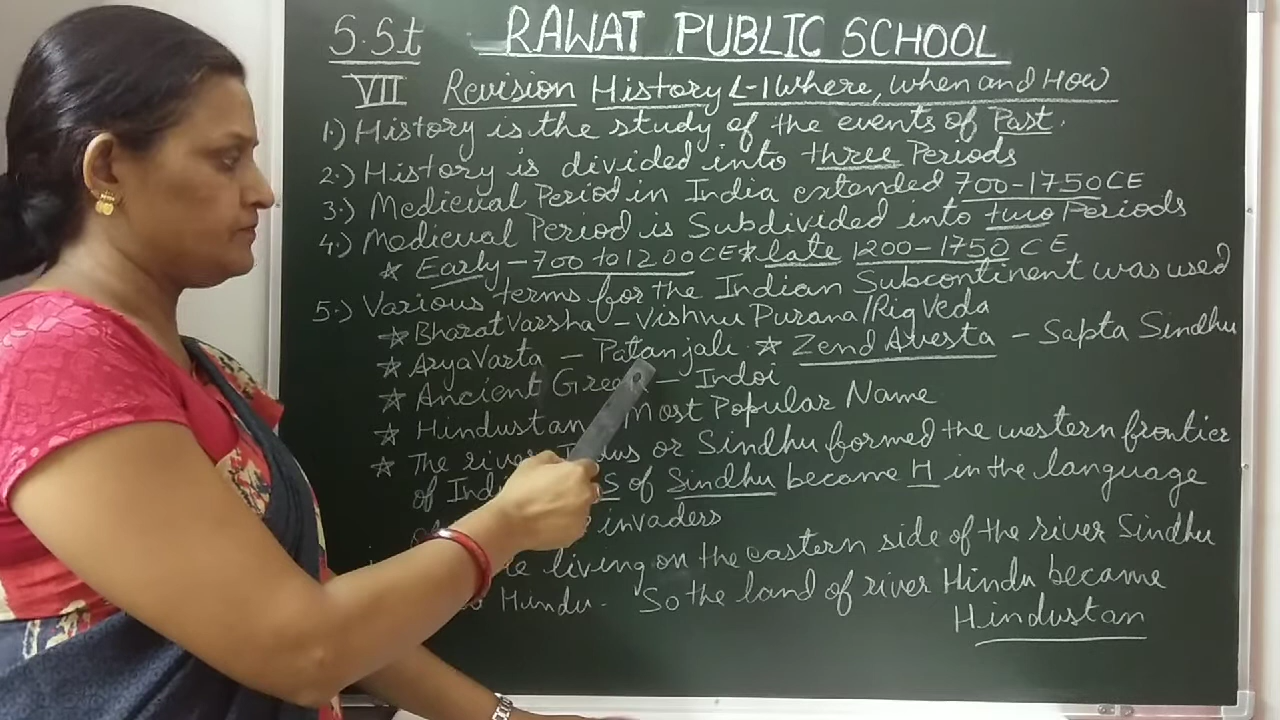 S.St RAWAT PUBLIC SCHOOL
VII Revision History L-1 Where, When and How
1.) History is the study of the events of Past.
2.) History is divided into three Periods
3.) Medieval Period in India extended 700-1750 CE
4.) Medieval Period is Subdivided into two Periods
★ Early - 700 to 1200 CE ★ late 1200-1750 CE
5.) Various terms for the Indian Subcontinent was used
★ Bharat Varsha - Vishnu Purana/Rig Veda
★ Arya Varta - Patanjali ★ Zend Avesta - Sapta Sindhu
★ Ancient Greek - Indoi
★ Hindustan Most Popular Name
★ The river Indus or Sindhu formed the western frontier
of S of Sindhu became H in the language
invaders
living on the eastern side of the river Sindhu
Hindu. So the land of river Hindu became
Hindustan